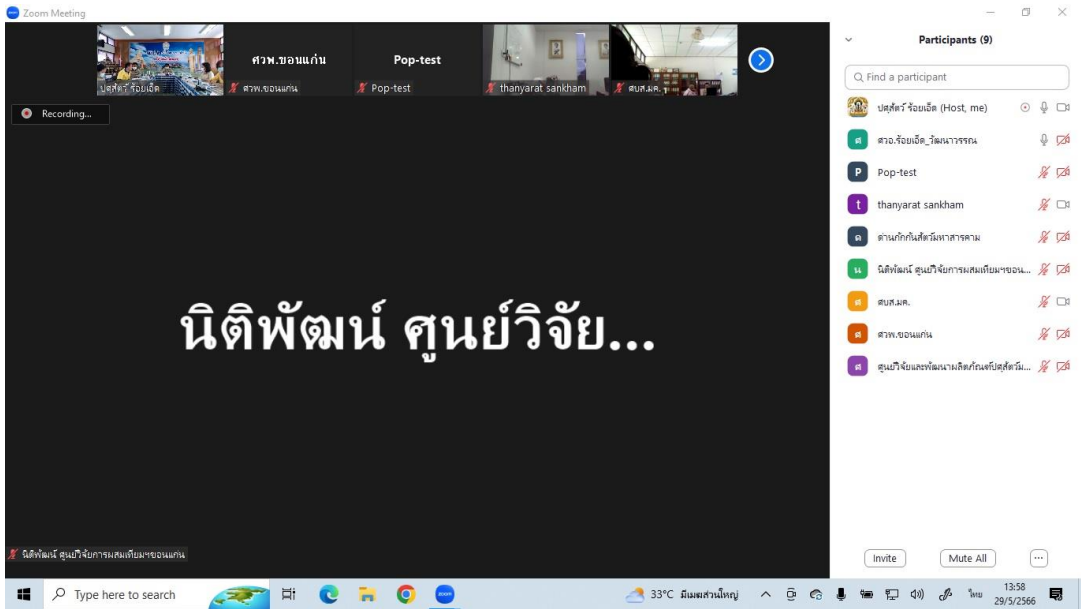 Zoom Meeting
ปศุสัตว์ ร้อยเอ็ด
ศวพ.ขอนแก่น
ศวพ.ขอนแก่น
Pop-test
Pop-test
thanyarat sankham
ศบส.มค.
Recording...
นิติพัฒน์ ศูนย์วิจัย...
นิติพัฒน์ ศูนย์วิจัยการผสมเทียมฯขอนแก่น
Participants (9)
Find a participant
ปศุสัตว์ ร้อยเอ็ด (Host, me)
ศวอ.ร้อยเอ็ด_วัฒนาวรรณ
P Pop-test
t thanyarat sankham
ด ด่านกักกันสัตว์มหาสารคาม
น นิติพัฒน์ ศูนย์วิจัยการผสมเทียมฯขอน...
ศ ศบส.มค.
ศ ศวพ.ขอนแก่น
ศ ศูนย์วิจัยและพัฒนาผลิตภัณฑ์ปศุสัตว์ม...
Invite
Mute All
Type here to search
zoom
33°C มีเมฆส่วนใหญ่
ไทย
13:58
29/5/2566